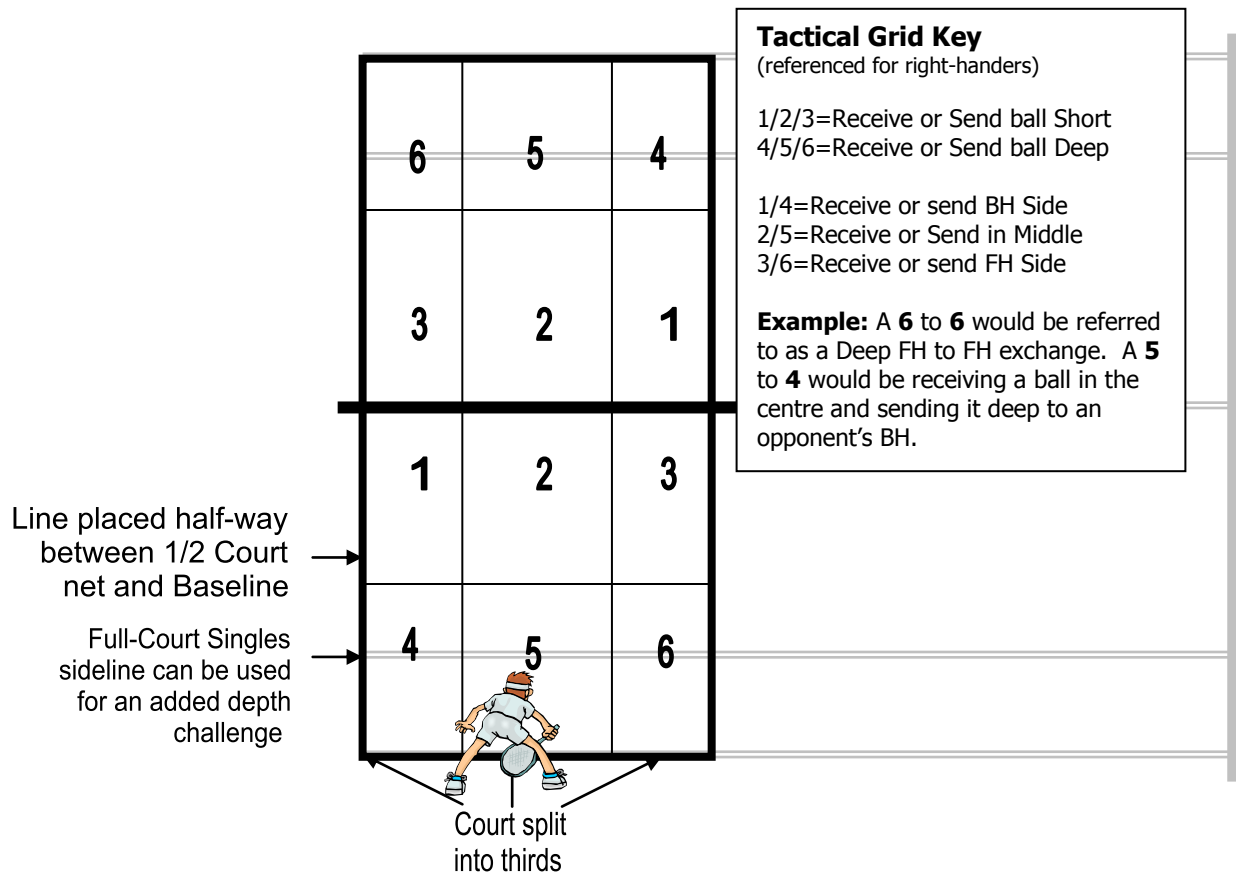 Tactical Grid Key
(referenced for right-handers)
1/2/3=Receive or Send ball Short
4/5/6=Receive or Send ball Deep
1/4=Receive or send BH Side
2/5=Receive or Send in Middle
3/6=Receive or send FH Side
Example: A 6 to 6 would be referred
to as a Deep FH to FH exchange. A 5
to 4 would be receiving a ball in the
centre and sending it deep to an
opponent's BH.
6 5 4
3 2 1
1 2 3
4 5 6
Line placed half-way
between 1/2 Court
net and Baseline
Full-Court Singles
sideline can be used
for an added depth
challenge
Court split
into thirds